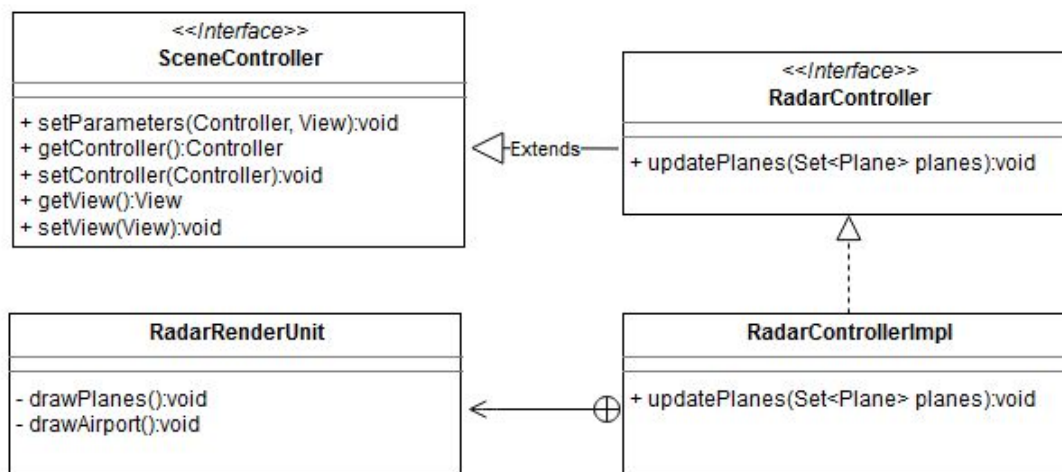 <<Interface>>
SceneController
+ setParameters(Controller, View):void
+ getController():Controller
+ setController(Controller):void
+ getView():View
+ setView(View):void
Extends
<<Interface>>
RadarController
+ updatePlanes(Set<Plane> planes):void
RadarRenderUnit
- drawPlanes():void
- drawAirport():void
RadarControllerImpl
+ updatePlanes(Set<Plane> planes):void